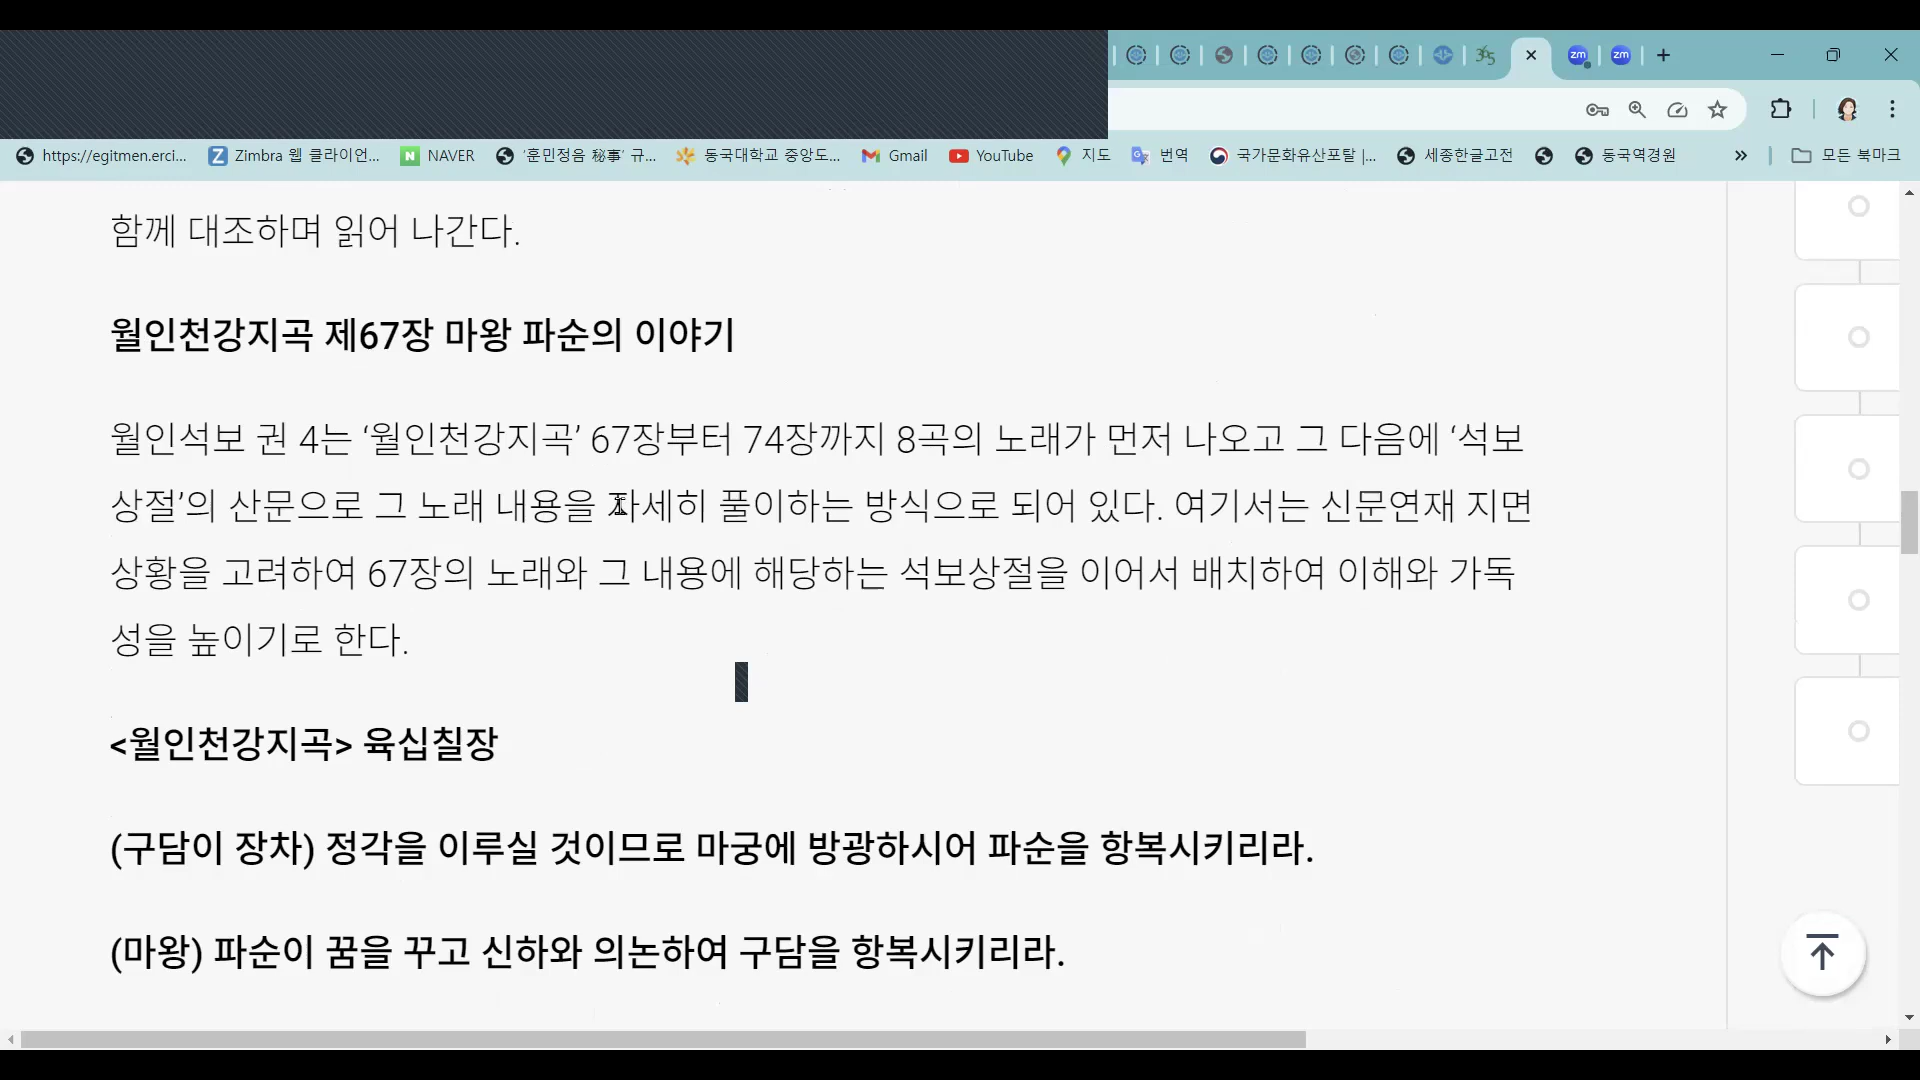 https://egitmen.erci...
Zimbra 웹 클라이언...
NAVER
‘훈민정음 秘事’ 규...
동국대학교 중앙도...
Gmail
YouTube
지도
번역
국가문화유산포탈 |...
세종한글고전
동국역경원
모든 북마크
함께 대조하며 읽어 나간다.
월인천강지곡 제67장 마왕 파순의 이야기
월인석보 권 4는 ‘월인천강지곡’ 67장부터 74장까지 8곡의 노래가 먼저 나오고 그 다음에 ‘석보
상절’의 산문으로 그 노래 내용을 자세히 풀이하는 방식으로 되어 있다. 여기서는 신문연재 지면
상황을 고려하여 67장의 노래와 그 내용에 해당하는 석보상절을 이어서 배치하여 이해와 가독
성을 높이기로 한다.
<월인천강지곡> 육십칠장
(구담이 장차) 정각을 이루실 것이므로 마궁에 방광하시어 파순을 항복시키리라.
(마왕) 파순이 꿈을 꾸고 신하와 의논하여 구담을 항복시키리라.